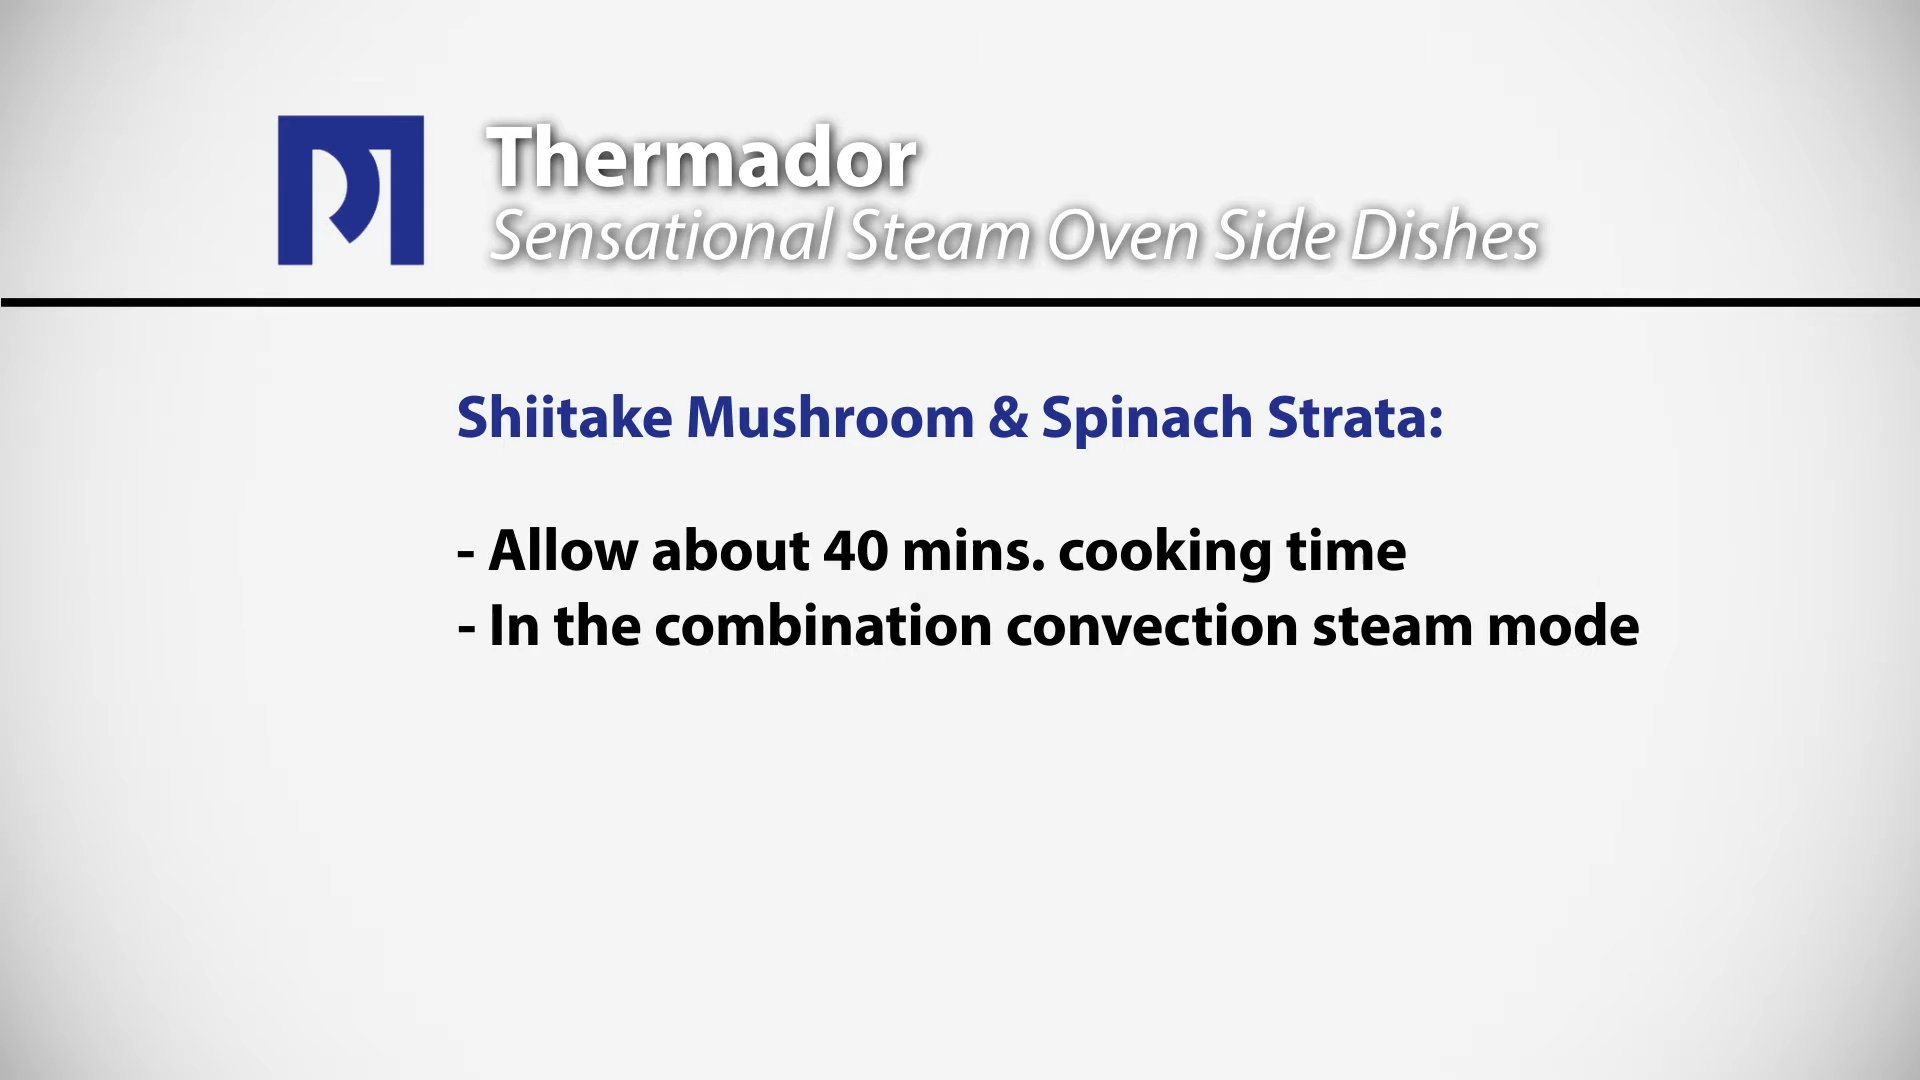 Thermador
Sensational Steam Oven Side Dishes
Shiitake Mushroom & Spinach Strata:
- Allow about 40 mins. cooking time
- In the combination convection steam mode